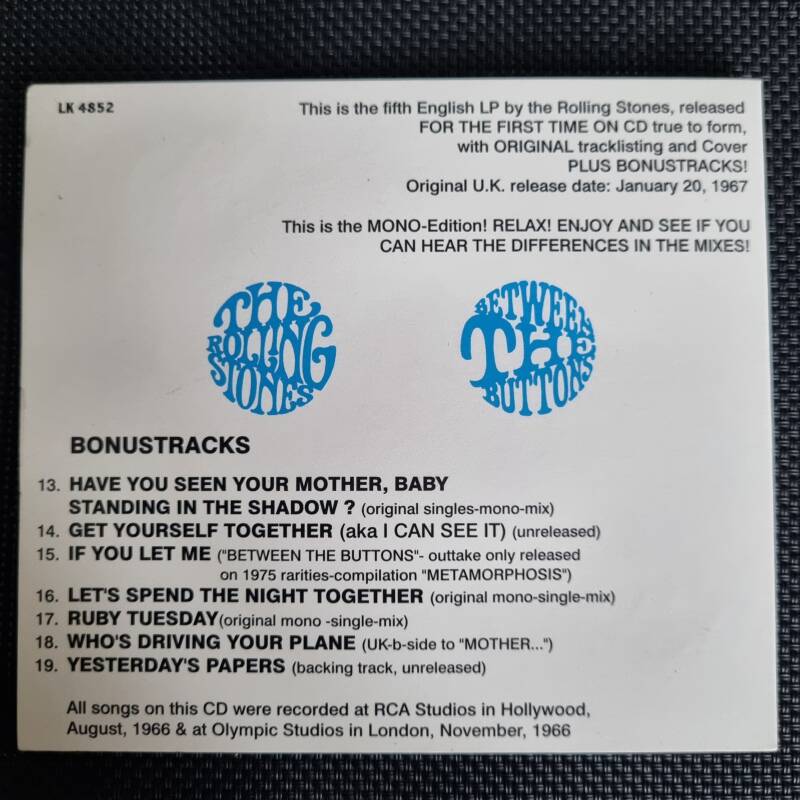 LK 4852
This is the fifth English LP by the Rolling Stones, released
FOR THE FIRST TIME ON CD true to form,
with ORIGINAL tracklisting and Cover
PLUS BONUSTRACKS!
Original U.K. release date: January 20, 1967
This is the MONO-Edition! RELAX! ENJOY AND SEE IF YOU
CAN HEAR THE DIFFERENCES IN THE MIXES!
THE
ROLLING
STONES
BETWEEN
THE
BUTTONS
BONUSTRACKS
13. HAVE YOU SEEN YOUR MOTHER, BABY
STANDING IN THE SHADOW ? (original singles-mono-mix)
14. GET YOURSELF TOGETHER (aka I CAN SEE IT) (unreleased)
15. IF YOU LET ME ("BETWEEN THE BUTTONS"- outtake only released
on 1975 rarities-compilation "METAMORPHOSIS")
16. LET'S SPEND THE NIGHT TOGETHER (original mono-single-mix)
17. RUBY TUESDAY(original mono -single-mix)
18. WHO'S DRIVING YOUR PLANE (UK-b-side to "MOTHER...")
19. YESTERDAY'S PAPERS (backing track, unreleased)
All songs on this CD were recorded at RCA Studios in Hollywood,
August, 1966 & at Olympic Studios in London, November, 1966